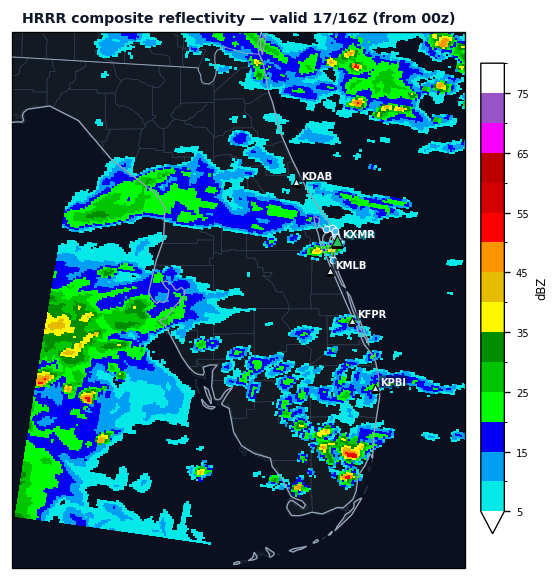 HRRR composite reflectivity — valid 17/16Z (from 00z)
KDAB
KXMR
KMLB
KFPR
KPBI
75
65
55
45
35
25
15
5
dBZ